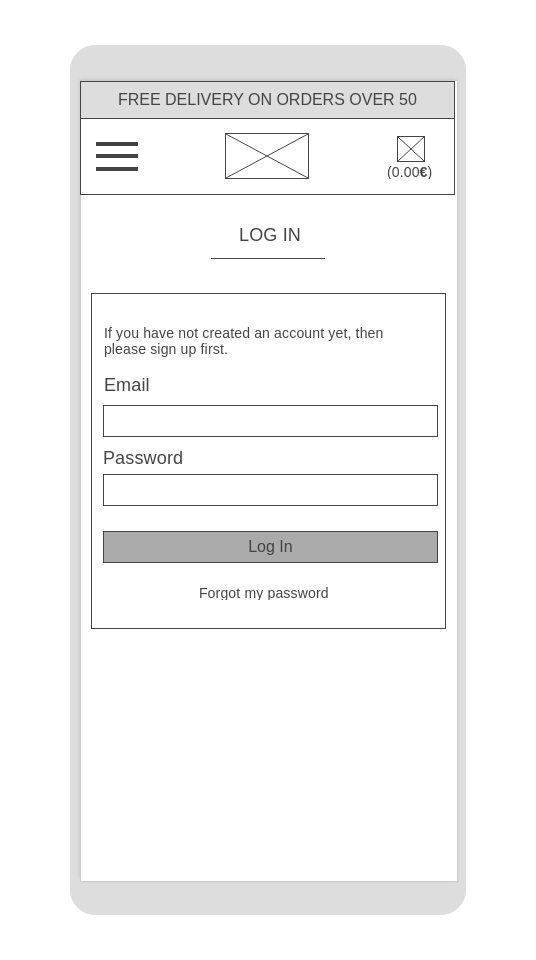 FREE DELIVERY ON ORDERS OVER 50
(0.00€)
LOG IN
If you have not created an account yet, then
please sign up first.
Email
Password
Log In
Forgot my password